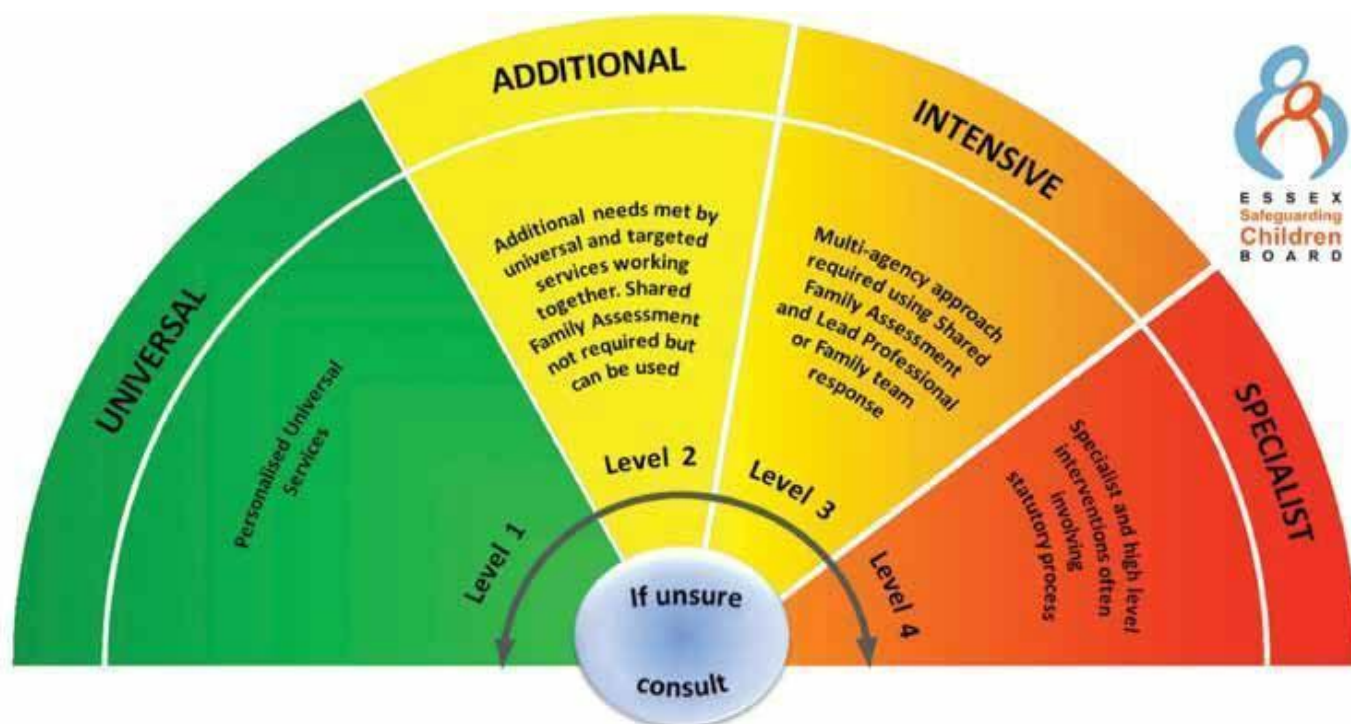 UNIVERSAL
Personalised Universal
Services
Level 1
ADDITIONAL
Additional needs met by
universal and targeted
services working
together. Shared
Family Assessment
not required but
can be used
Level 2
INTENSIVE
Multi-agency approach
required using Shared
Family Assessment
and Lead Professional
or Family team
response
Level 3
SPECIALIST
Specialist and high level
interventions often
involving
statutory process
Level 4
If unsure
consult
ESSEX
Safeguarding
Children
BOARD